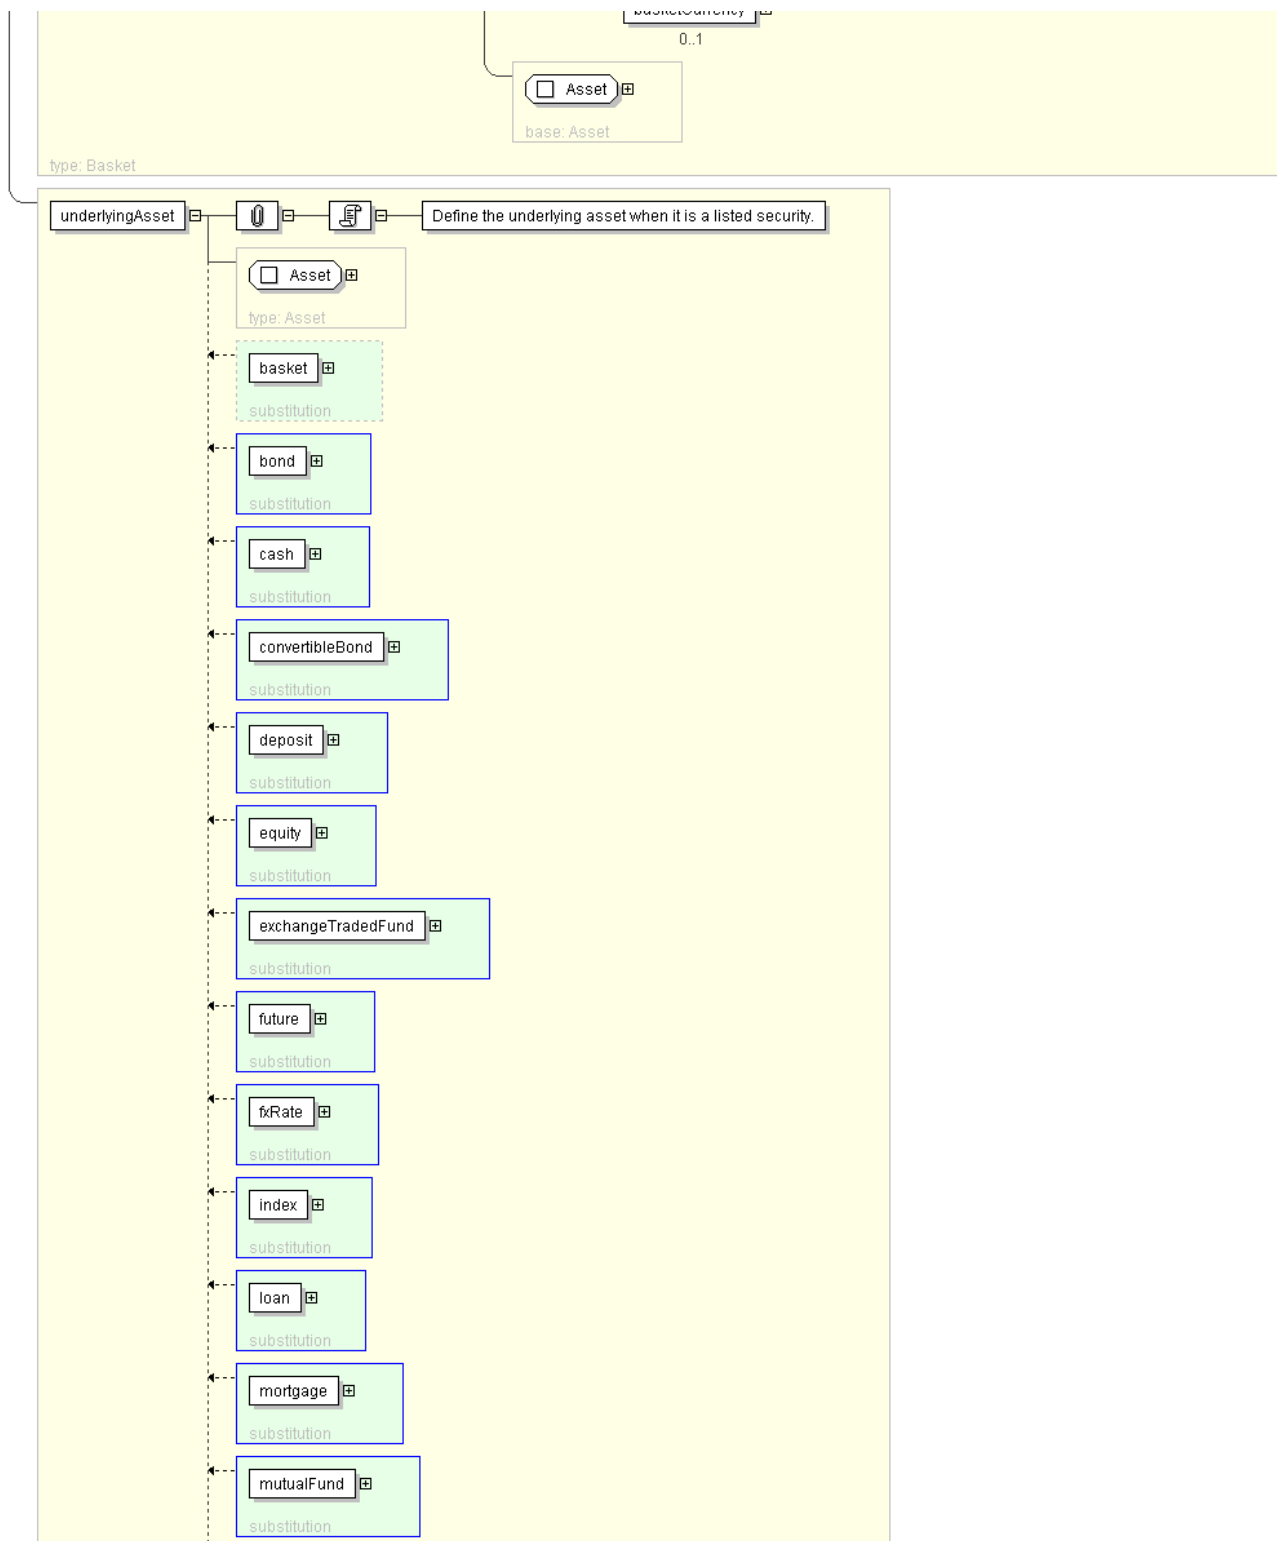 basketCurrency
0..1
Asset
base: Asset
type: Basket
underlyingAsset Define the underlying asset when it is a listed security.
Asset
type: Asset
basket
substitution
bond
substitution
cash
substitution
convertibleBond
substitution
deposit
substitution
equity
substitution
exchangeTradedFund
substitution
future
substitution
fxRate
substitution
index
substitution
loan
substitution
mortgage
substitution
mutualFund
substitution